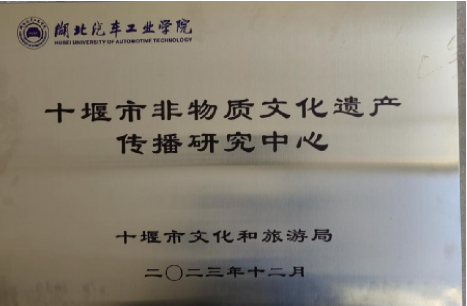 湖北汽车工业学院
HUBEI UNIVERSITY OF AUTOMOTIVE TECHNOLOGY
十堰市非物质文化遗产
传播研究中心
十堰市文化和旅游局
二〇二三年十二月